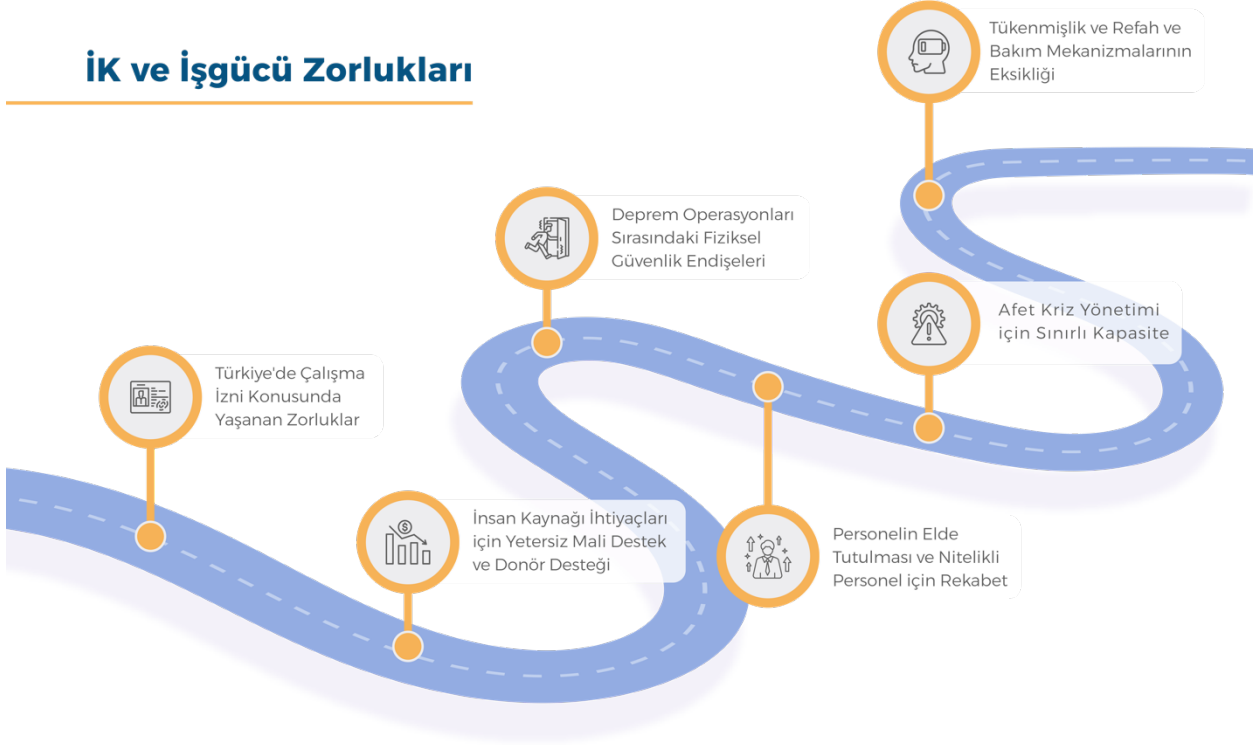 İK ve İşgücü Zorlukları
Tükenmişlik ve Refah ve
Bakım Mekanizmalarının
Eksikliği
Deprem Operasyonları
Sırasındaki Fiziksel
Güvenlik Endişeleri
Afet Kriz Yönetimi
için Sınırlı Kapasite
Türkiye'de Çalışma
İzni Konusunda
Yaşanan Zorluklar
İnsan Kaynağı İhtiyaçları
için Yetersiz Mali Destek
ve Donör Desteği
Personelin Elde
Tutulması ve Nitelikli
Personel için Rekabet